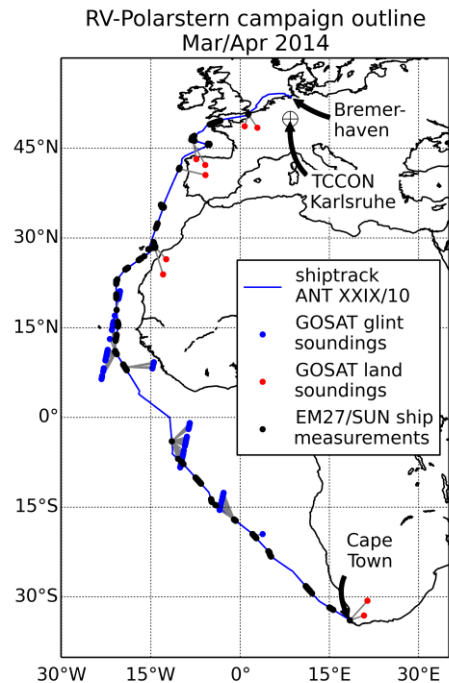 RV-Polarstern campaign outline
Mar/Apr 2014
Bremer-
haven
TCCON
Karlsruhe
45°N
30°N
15°N
0°
15°S
30°S
shiptrack
ANT XXIX/10
GOSAT glint
soundings
GOSAT land
soundings
EM27/SUN ship
measurements
Cape
Town
30°W
15°W
0°
15°E
30°E